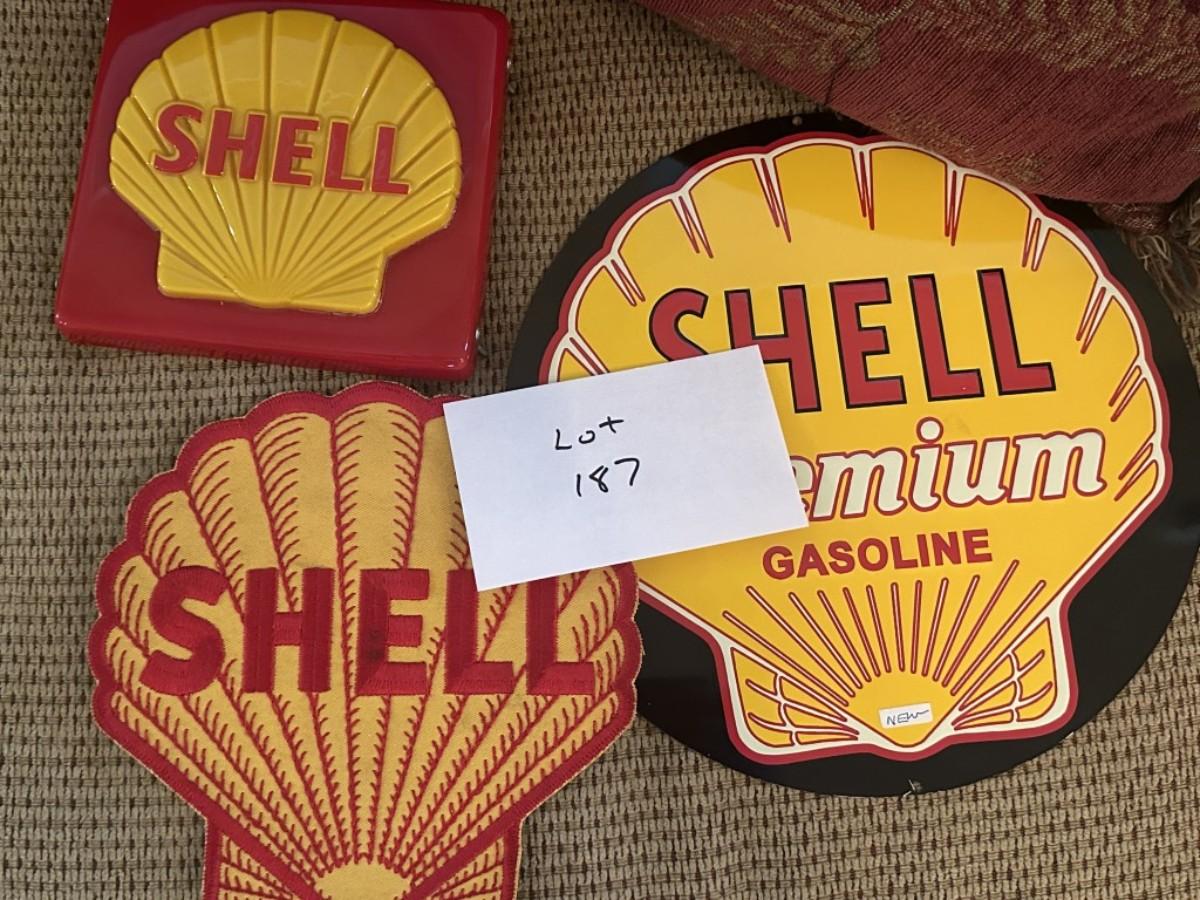 SHELL
SHELL
emium
GASOLINE
NEW
Lot
187
SHELL